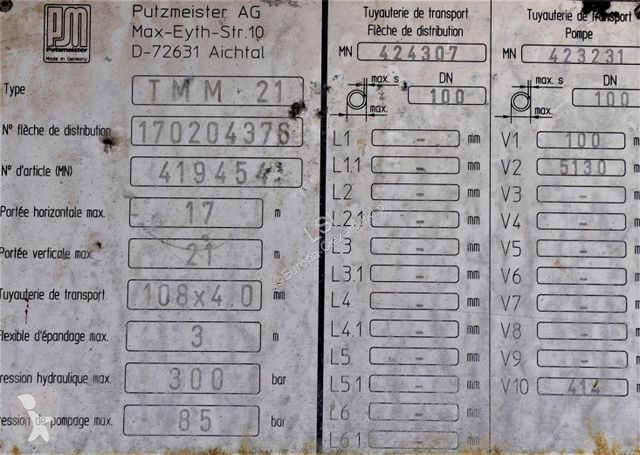 PM
Putzmeister
Made in Germany
Putzmeister AG
Max-Eyth-Str.10
D-72631 Aichtal
Type TMM 21
N° flèche de distribution 170204376
N° d'article (MN) 419454
Portée horizontale max. 17 m
Portée verticale max. 21 m
Tuyauterie de transport 108x4.0 mm
flexible d'épandage max. 3 m
ression hydraulique max. 300 bar
ression de pompage max. 85 bar
Tuyauterie de transport
Flèche de distribution
MN 424307
max. s DN
max. 100
L1 - mm
L1.1 - mm
L2 - mm
L2.1 - mm
L3 - mm
L3.1 - mm
L4 - mm
L4.1 - mm
L5 - mm
L5.1 - mm
L6 - mm
L6.1 - mm
Tuyauterie de transport
Pompe
MN 423231
max. s DN
max. 100
V1 100 m
V2 5130 m
V3 - m
V4 - m
V5 - m
V6 - m
V7 - m
V8 - m
V9 - m
V10 414 m